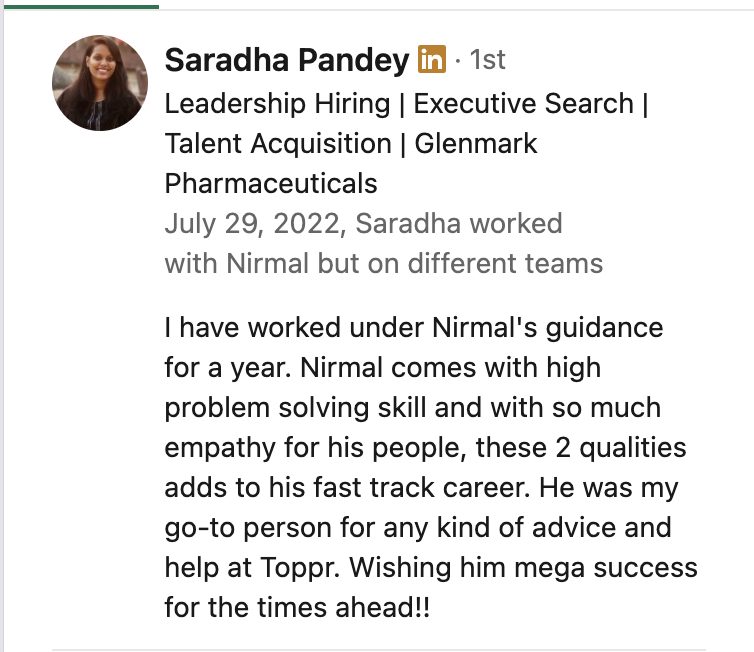 Saradha Pandey in · 1st
Leadership Hiring | Executive Search |
Talent Acquisition | Glenmark
Pharmaceuticals
July 29, 2022, Saradha worked
with Nirmal but on different teams
I have worked under Nirmal's guidance
for a year. Nirmal comes with high
problem solving skill and with so much
empathy for his people, these 2 qualities
adds to his fast track career. He was my
go-to person for any kind of advice and
help at Toppr. Wishing him mega success
for the times ahead!!